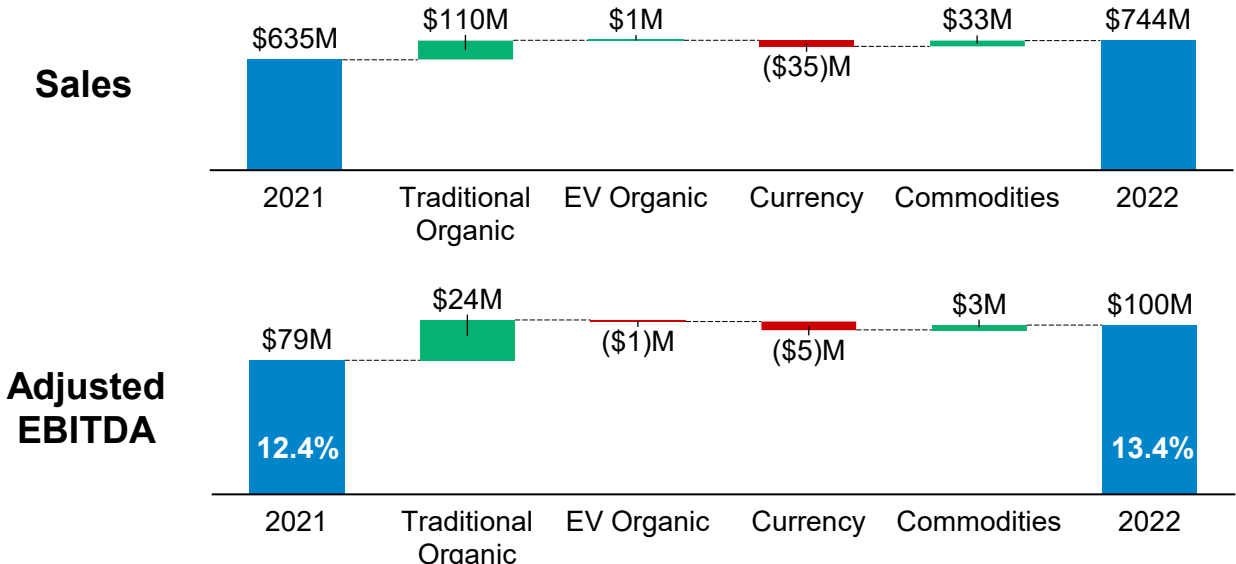 $635M
$110M
$1M
($35)M
$33M
$744M
Sales
2021
Traditional
Organic
EV Organic
Currency
Commodities
2022
$79M
$24M
($1)M
($5)M
$3M
$100M
Adjusted
EBITDA
12.4%
13.4%
2021
Traditional
Organic
EV Organic
Currency
Commodities
2022